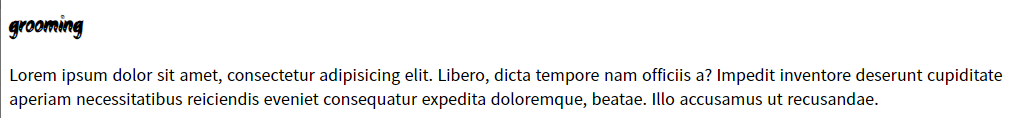 grooming
Lorem ipsum dolor sit amet, consectetur adipisicing elit. Libero, dicta tempore nam officiis a? Impedit inventore deserunt cupiditate
aperiam necessitatibus reiciendis eveniet consequatur expedita doloremque, beatae. Illo accusamus ut recusandae.